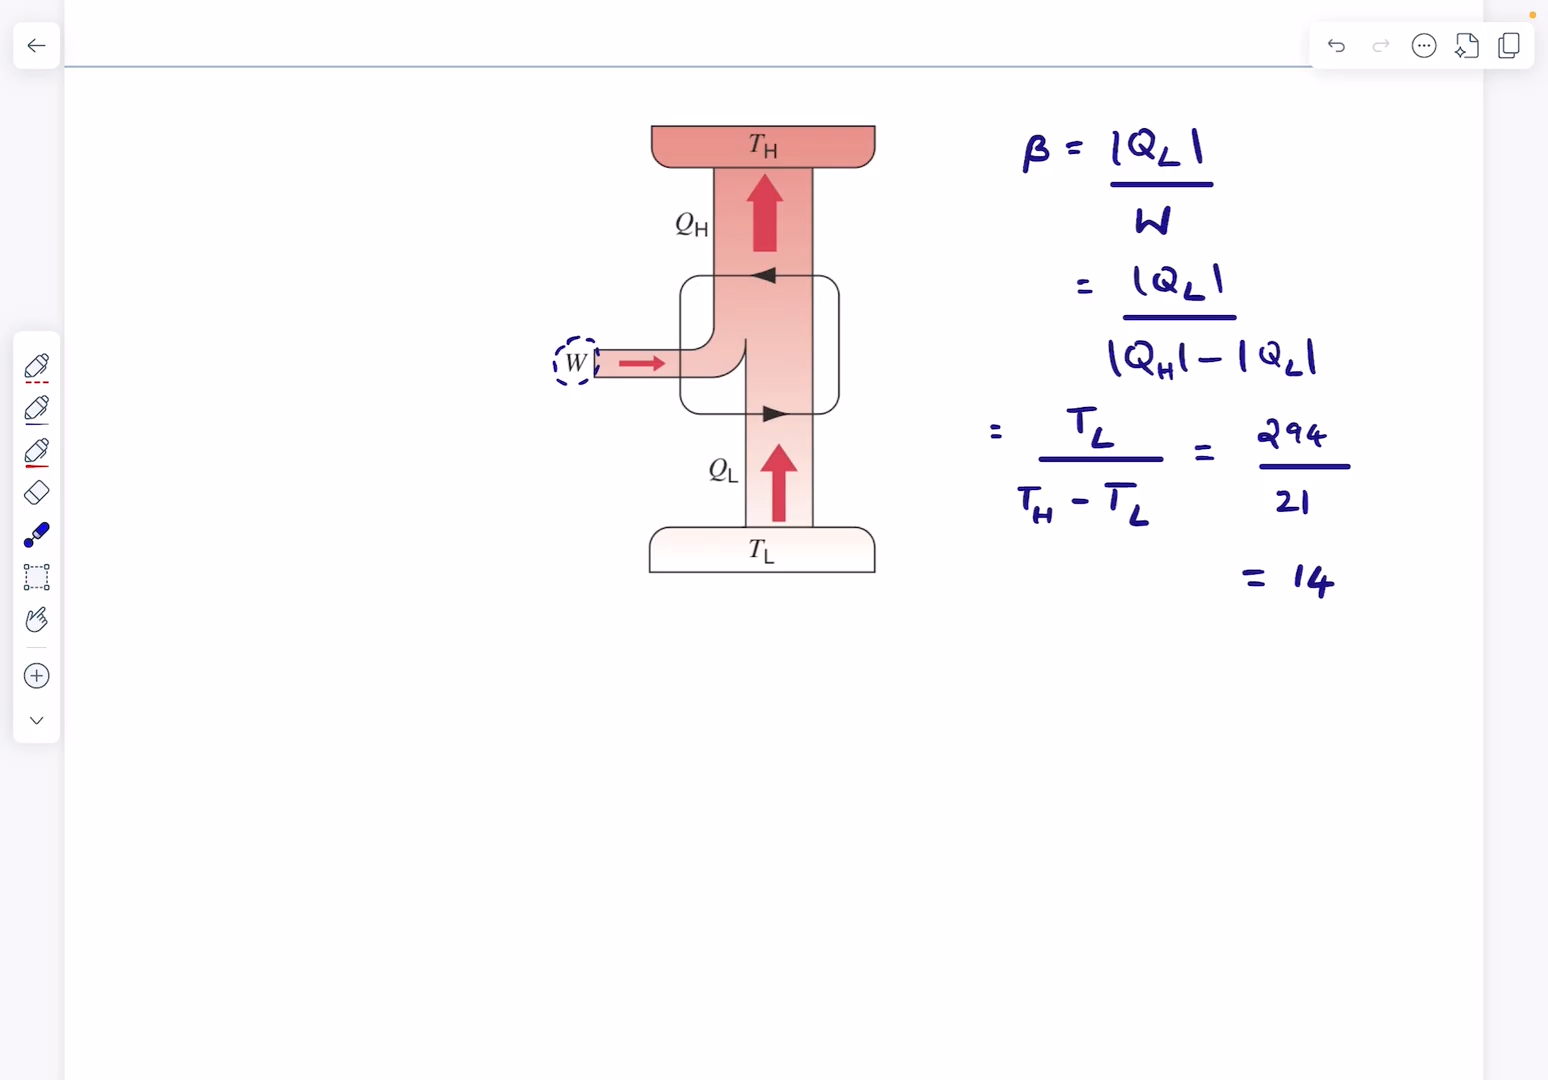 T_H
Q_H
W
Q_L
T_L
β = |Q_L| / W
= |Q_L| / |Q_H| - |Q_L|
= T_L / T_H - T_L = 294 / 21
= 14